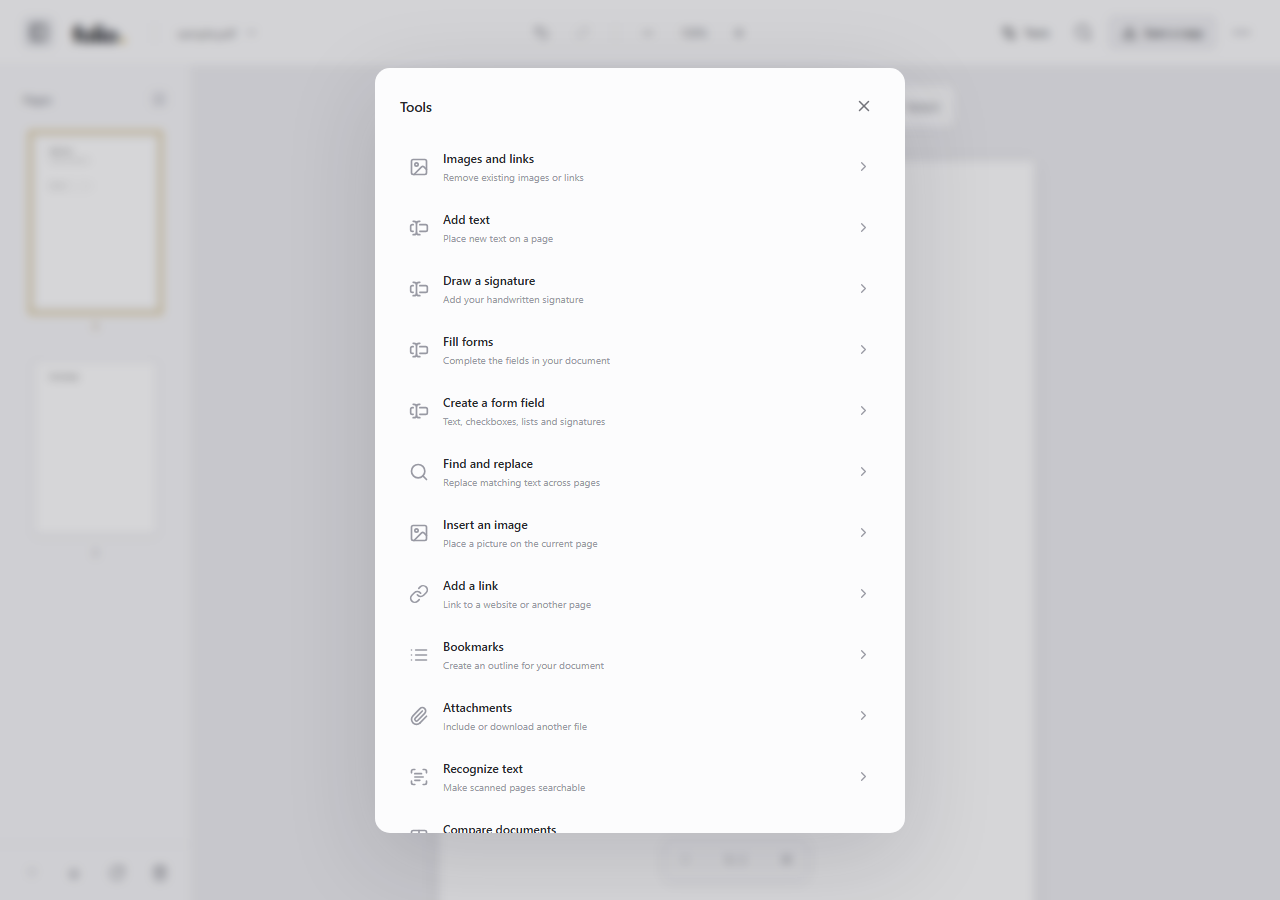 Tools
Images and links
Remove existing images or links
Add text
Place new text on a page
Draw a signature
Add your handwritten signature
Fill forms
Complete the fields in your document
Create a form field
Text, checkboxes, lists and signatures
Find and replace
Replace matching text across pages
Insert an image
Place a picture on the current page
Add a link
Link to a website or another page
Bookmarks
Create an outline for your document
Attachments
Include or download another file
Recognize text
Make scanned pages searchable
Compare documents